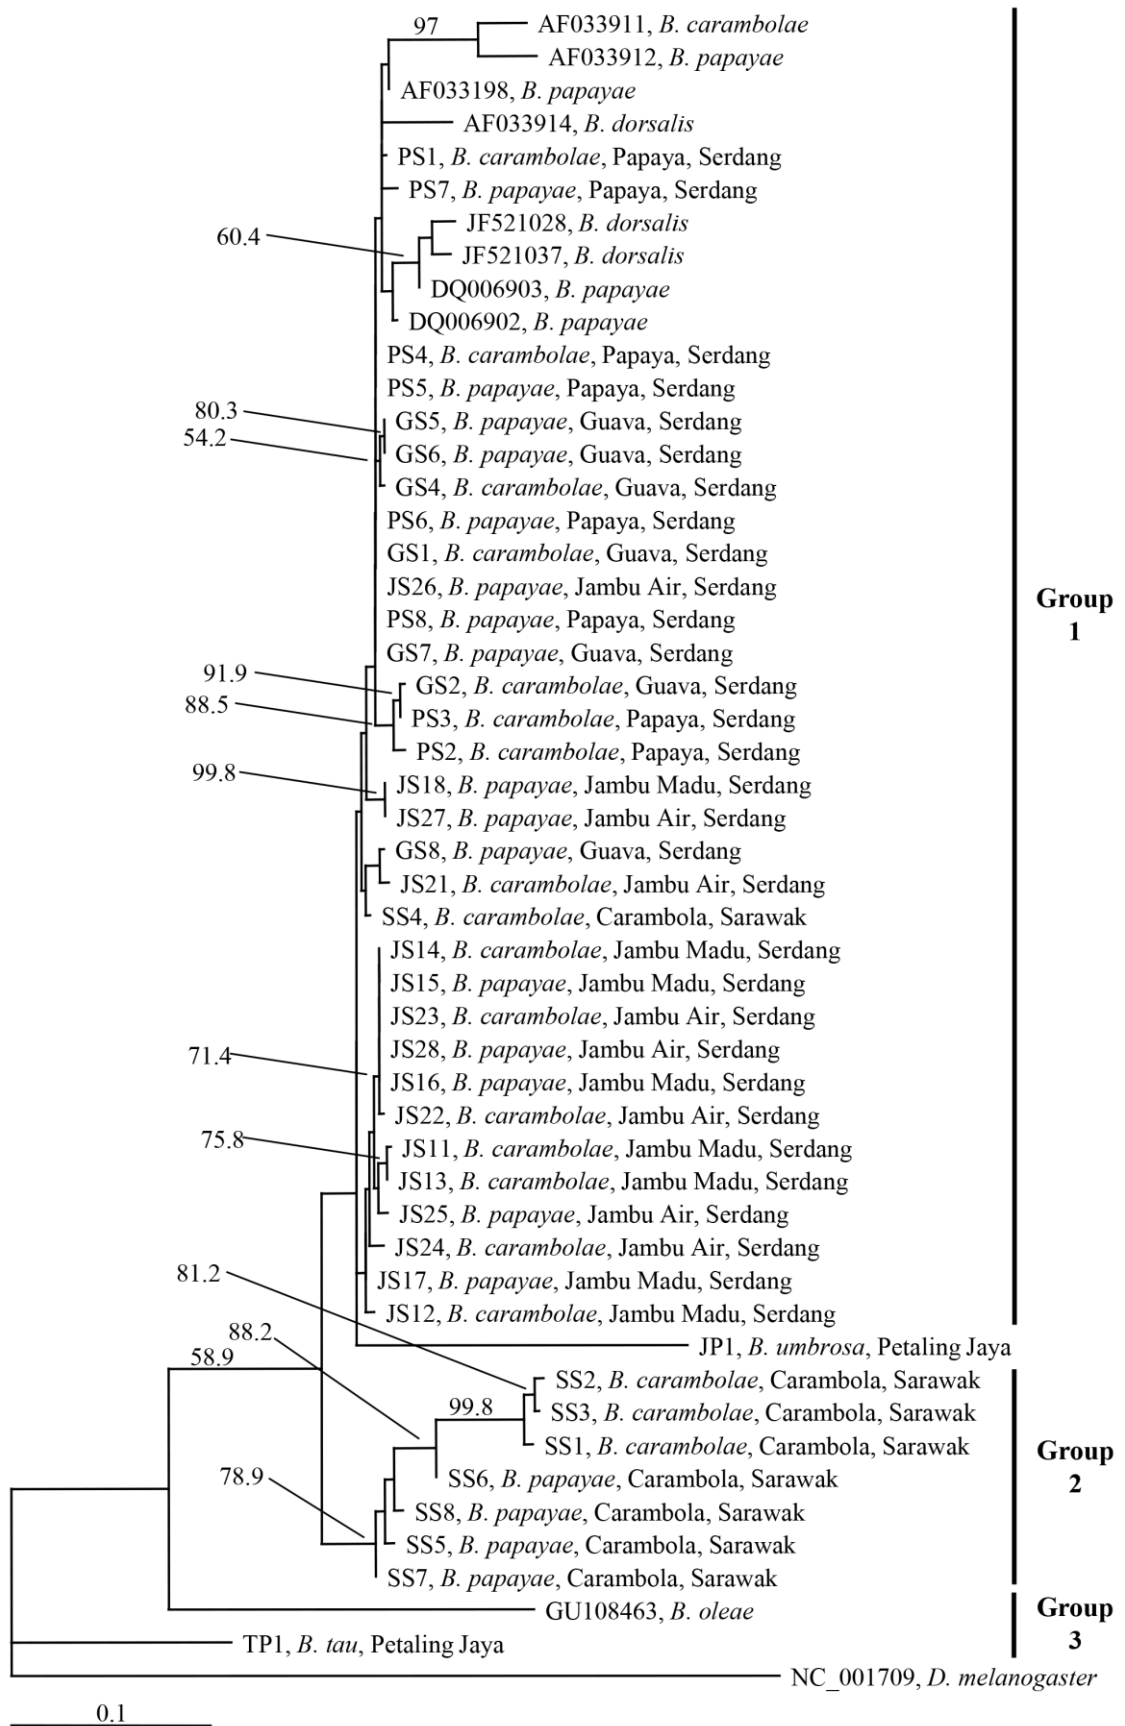 97
AF033911, B. carambolae
AF033912, B. papayae
AF033198, B. papayae
AF033914, B. dorsalis
PS1, B. carambolae, Papaya, Serdang
PS7, B. papayae, Papaya, Serdang
JF521028, B. dorsalis
60.4
JF521037, B. dorsalis
DQ006903, B. papayae
DQ006902, B. papayae
PS4, B. carambolae, Papaya, Serdang
PS5, B. papayae, Papaya, Serdang
80.3
GS5, B. papayae, Guava, Serdang
54.2
GS6, B. papayae, Guava, Serdang
GS4, B. carambolae, Guava, Serdang
PS6, B. papayae, Papaya, Serdang
GS1, B. carambolae, Guava, Serdang
JS26, B. papayae, Jambu Air, Serdang
Group
1
PS8, B. papayae, Papaya, Serdang
GS7, B. papayae, Guava, Serdang
91.9
GS2, B. carambolae, Guava, Serdang
88.5
PS3, B. carambolae, Papaya, Serdang
PS2, B. carambolae, Papaya, Serdang
99.8
JS18, B. papayae, Jambu Madu, Serdang
JS27, B. papayae, Jambu Air, Serdang
GS8, B. papayae, Guava, Serdang
JS21, B. carambolae, Jambu Air, Serdang
SS4, B. carambolae, Carambola, Sarawak
JS14, B. carambolae, Jambu Madu, Serdang
JS15, B. papayae, Jambu Madu, Serdang
JS23, B. carambolae, Jambu Air, Serdang
JS28, B. papayae, Jambu Air, Serdang
71.4
JS16, B. papayae, Jambu Madu, Serdang
JS22, B. carambolae, Jambu Air, Serdang
75.8
JS11, B. carambolae, Jambu Madu, Serdang
JS13, B. carambolae, Jambu Madu, Serdang
JS25, B. papayae, Jambu Air, Serdang
JS24, B. carambolae, Jambu Air, Serdang
81.2
JS17, B. papayae, Jambu Madu, Serdang
JS12, B. carambolae, Jambu Madu, Serdang
88.2
JP1, B. umbrosa, Petaling Jaya
58.9
SS2, B. carambolae, Carambola, Sarawak
99.8
SS3, B. carambolae, Carambola, Sarawak
SS1, B. carambolae, Carambola, Sarawak
Group
2
78.9
SS6, B. papayae, Carambola, Sarawak
SS8, B. papayae, Carambola, Sarawak
SS5, B. papayae, Carambola, Sarawak
SS7, B. papayae, Carambola, Sarawak
GU108463, B. oleae
Group
3
TP1, B. tau, Petaling Jaya
NC_001709, D. melanogaster
0.1